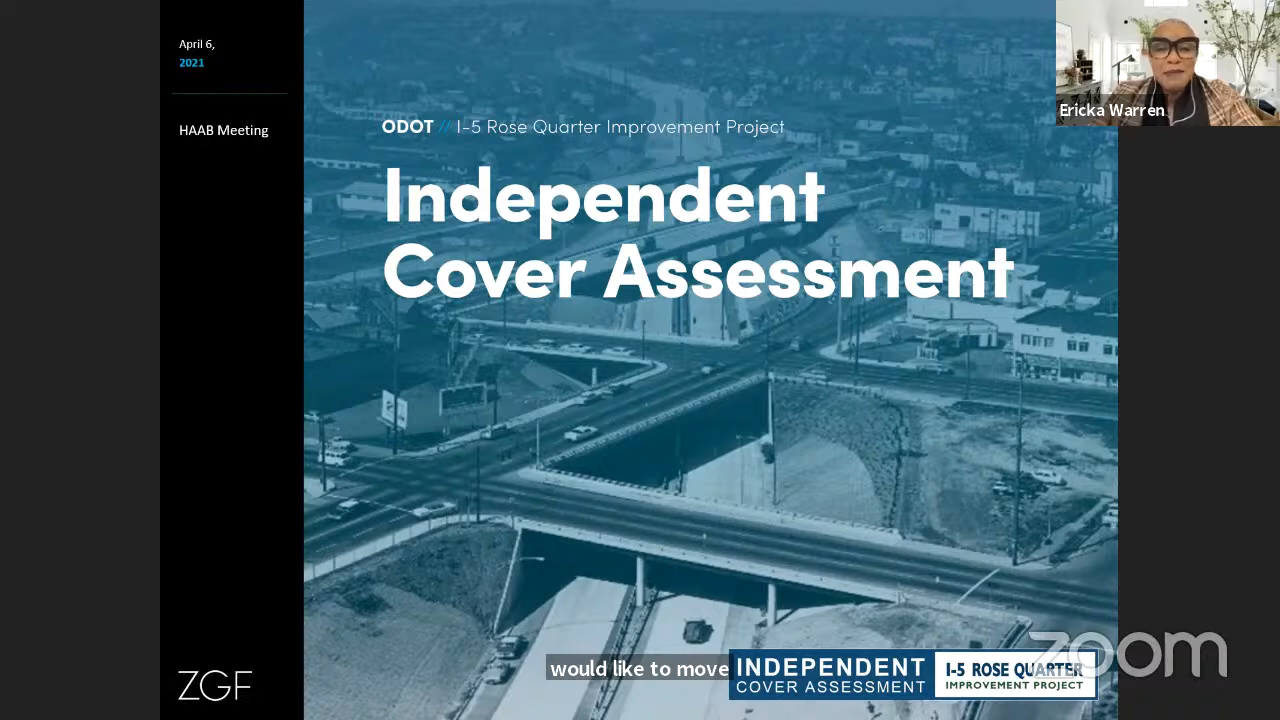 April 6,
2021
HAAB Meeting
ODOT // I-5 Rose Quarter Improvement Project
Independent
Cover Assessment
Ericka Warren
would like to move
INDEPENDENT
COVER ASSESSMENT
I-5 ROSE QUARTER
IMPROVEMENT PROJECT
zoom
ZGF